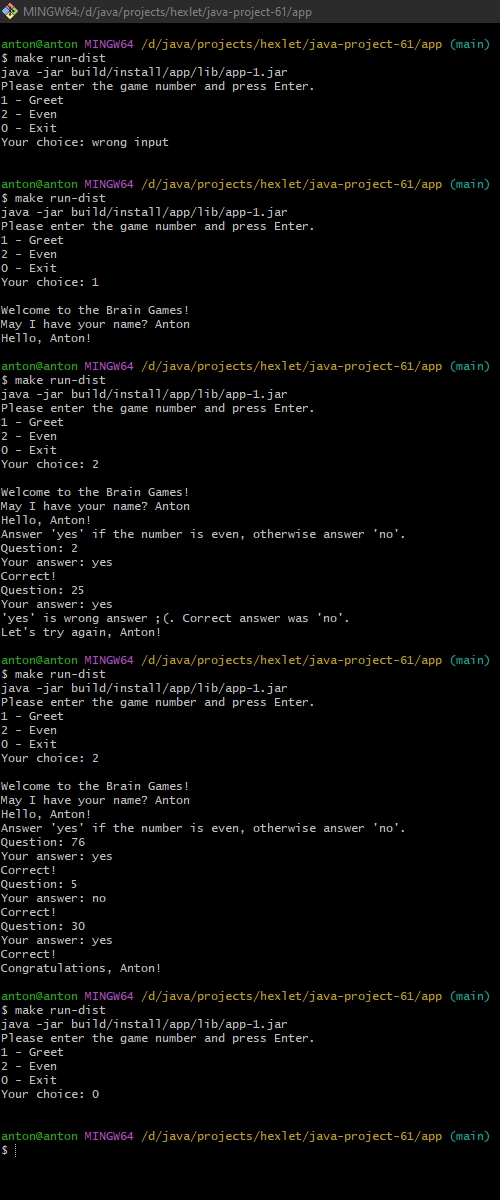 MINGW64:/d/java/projects/hexlet/java-project-61/app
anton@anton MINGW64 /d/java/projects/hexlet/java-project-61/app (main)
$ make run-dist
java -jar build/install/app/lib/app-1.jar
Please enter the game number and press Enter.
1 - Greet
2 - Even
0 - Exit
Your choice: wrong input
anton@anton MINGW64 /d/java/projects/hexlet/java-project-61/app (main)
$ make run-dist
java -jar build/install/app/lib/app-1.jar
Please enter the game number and press Enter.
1 - Greet
2 - Even
0 - Exit
Your choice: 1
Welcome to the Brain Games!
May I have your name? Anton
Hello, Anton!
anton@anton MINGW64 /d/java/projects/hexlet/java-project-61/app (main)
$ make run-dist
java -jar build/install/app/lib/app-1.jar
Please enter the game number and press Enter.
1 - Greet
2 - Even
0 - Exit
Your choice: 2
Welcome to the Brain Games!
May I have your name? Anton
Hello, Anton!
Answer 'yes' if the number is even, otherwise answer 'no'.
Question: 2
Your answer: yes
Correct!
Question: 25
Your answer: yes
'yes' is wrong answer ;(. Correct answer was 'no'.
Let's try again, Anton!
anton@anton MINGW64 /d/java/projects/hexlet/java-project-61/app (main)
$ make run-dist
java -jar build/install/app/lib/app-1.jar
Please enter the game number and press Enter.
1 - Greet
2 - Even
0 - Exit
Your choice: 2
Welcome to the Brain Games!
May I have your name? Anton
Hello, Anton!
Answer 'yes' if the number is even, otherwise answer 'no'.
Question: 76
Your answer: yes
Correct!
Question: 5
Your answer: no
Correct!
Question: 30
Your answer: yes
Correct!
Congratulations, Anton!
anton@anton MINGW64 /d/java/projects/hexlet/java-project-61/app (main)
$ make run-dist
java -jar build/install/app/lib/app-1.jar
Please enter the game number and press Enter.
1 - Greet
2 - Even
0 - Exit
Your choice: 0
anton@anton MINGW64 /d/java/projects/hexlet/java-project-61/app (main)
$